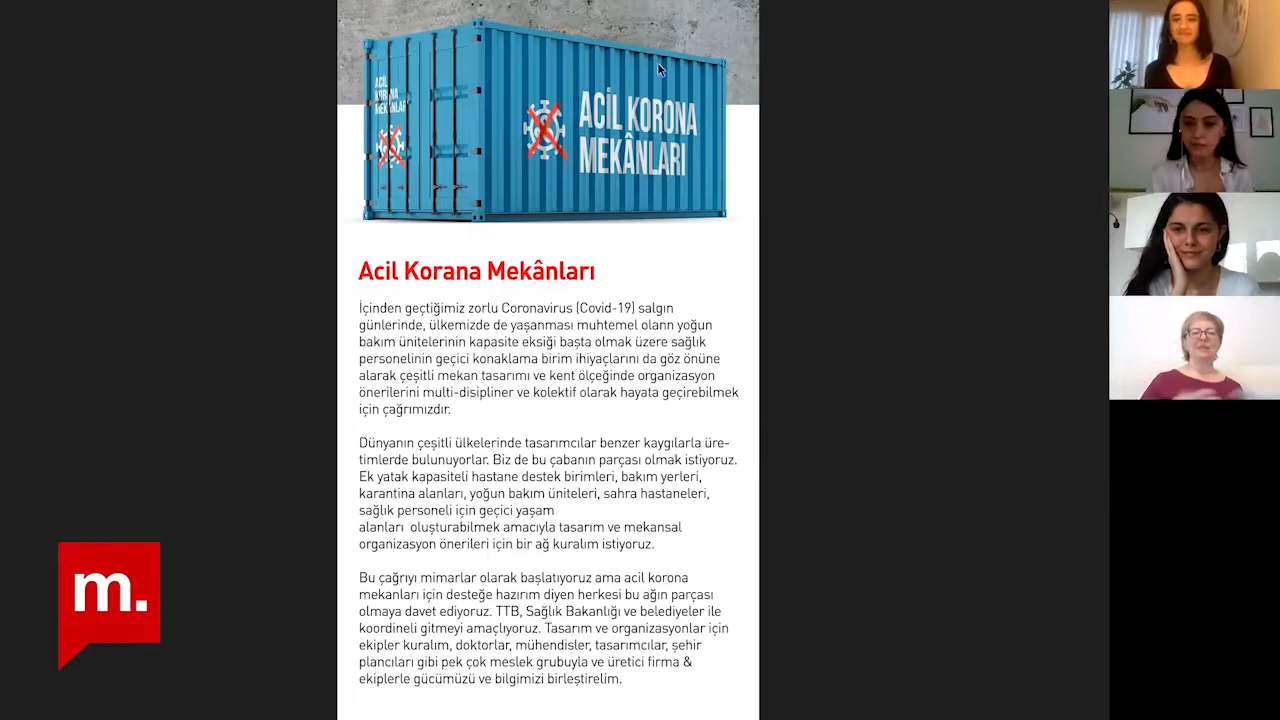 ACİL
KORONA
MEKÂNLARI
ACİL KORONA
MEKÂNLARI
Acil Korana Mekânları
İçinden geçtiğimiz zorlu Coronavirus (Covid-19) salgın
günlerinde, ülkemizde de yaşanması muhtemel olann yoğun
bakım ünitelerinin kapasite eksiği başta olmak üzere sağlık
personelinin geçici konaklama birim ihiyaçlarını da göz önüne
alarak çeşitli mekan tasarımı ve kent ölçeğinde organizasyon
önerilerini multi-disipliner ve kolektif olarak hayata geçirebilmek
için çağrımızdır.
Dünyanın çeşitli ülkelerinde tasarımcılar benzer kaygılarla üre-
timlerde bulunuyorlar. Biz de bu çabanın parçası olmak istiyoruz.
Ek yatak kapasiteli hastane destek birimleri, bakım yerleri,
karantina alanları, yoğun bakım üniteleri, sahra hastaneleri,
sağlık personeli için geçici yaşam
alanları oluşturabilmek amacıyla tasarım ve mekansal
organizasyon önerileri için bir ağ kuralım istiyoruz.
Bu çağrıyı mimarlar olarak başlatıyoruz ama acil korona
mekanları için desteğe hazırım diyen herkesi bu ağın parçası
olmaya davet ediyoruz. TTB, Sağlık Bakanlığı ve belediyeler ile
koordineli gitmeyi amaçlıyoruz. Tasarım ve organizasyonlar için
ekipler kuralım, doktorlar, mühendisler, tasarımcılar, şehir
plancıları gibi pek çok meslek grubuyla ve üretici firma &
ekiplerle gücümüzü ve bilgimizi birleştirelim.
m.